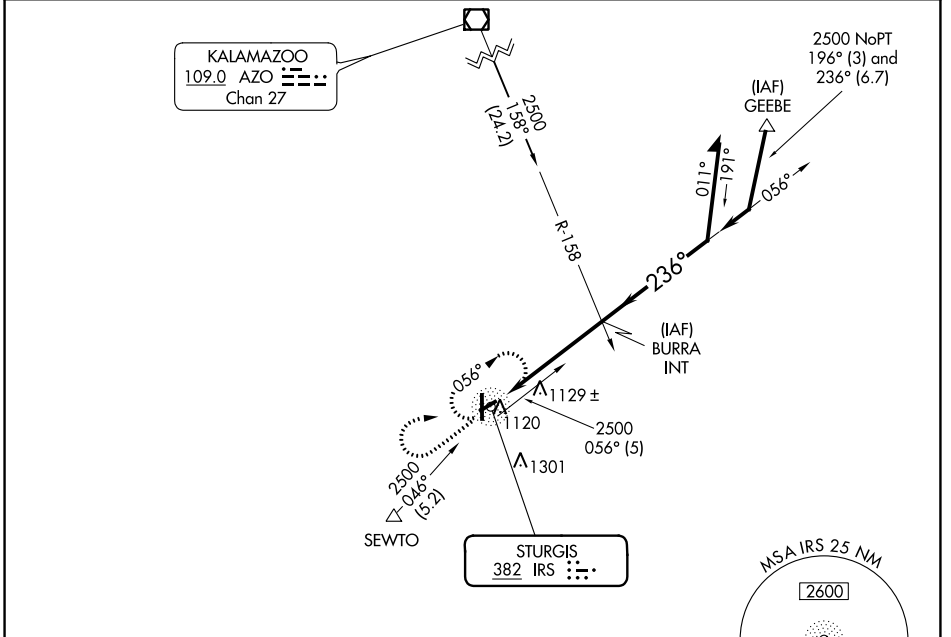 KALAMAZOO
109.0 AZO
Chan 27
2500
158°
(24.2)
R-158
2500 NoPT
196° (3) and
236° (6.7)
(IAF)
GEEBE
011°
191°
056°
236°
(IAF)
BURRA
INT
056°
1129 ±
1120
2500
056° (5)
1301
2500
046°
(5.2)
SEWTO
STURGIS
382 IRS
MSA IRS 25 NM
2600